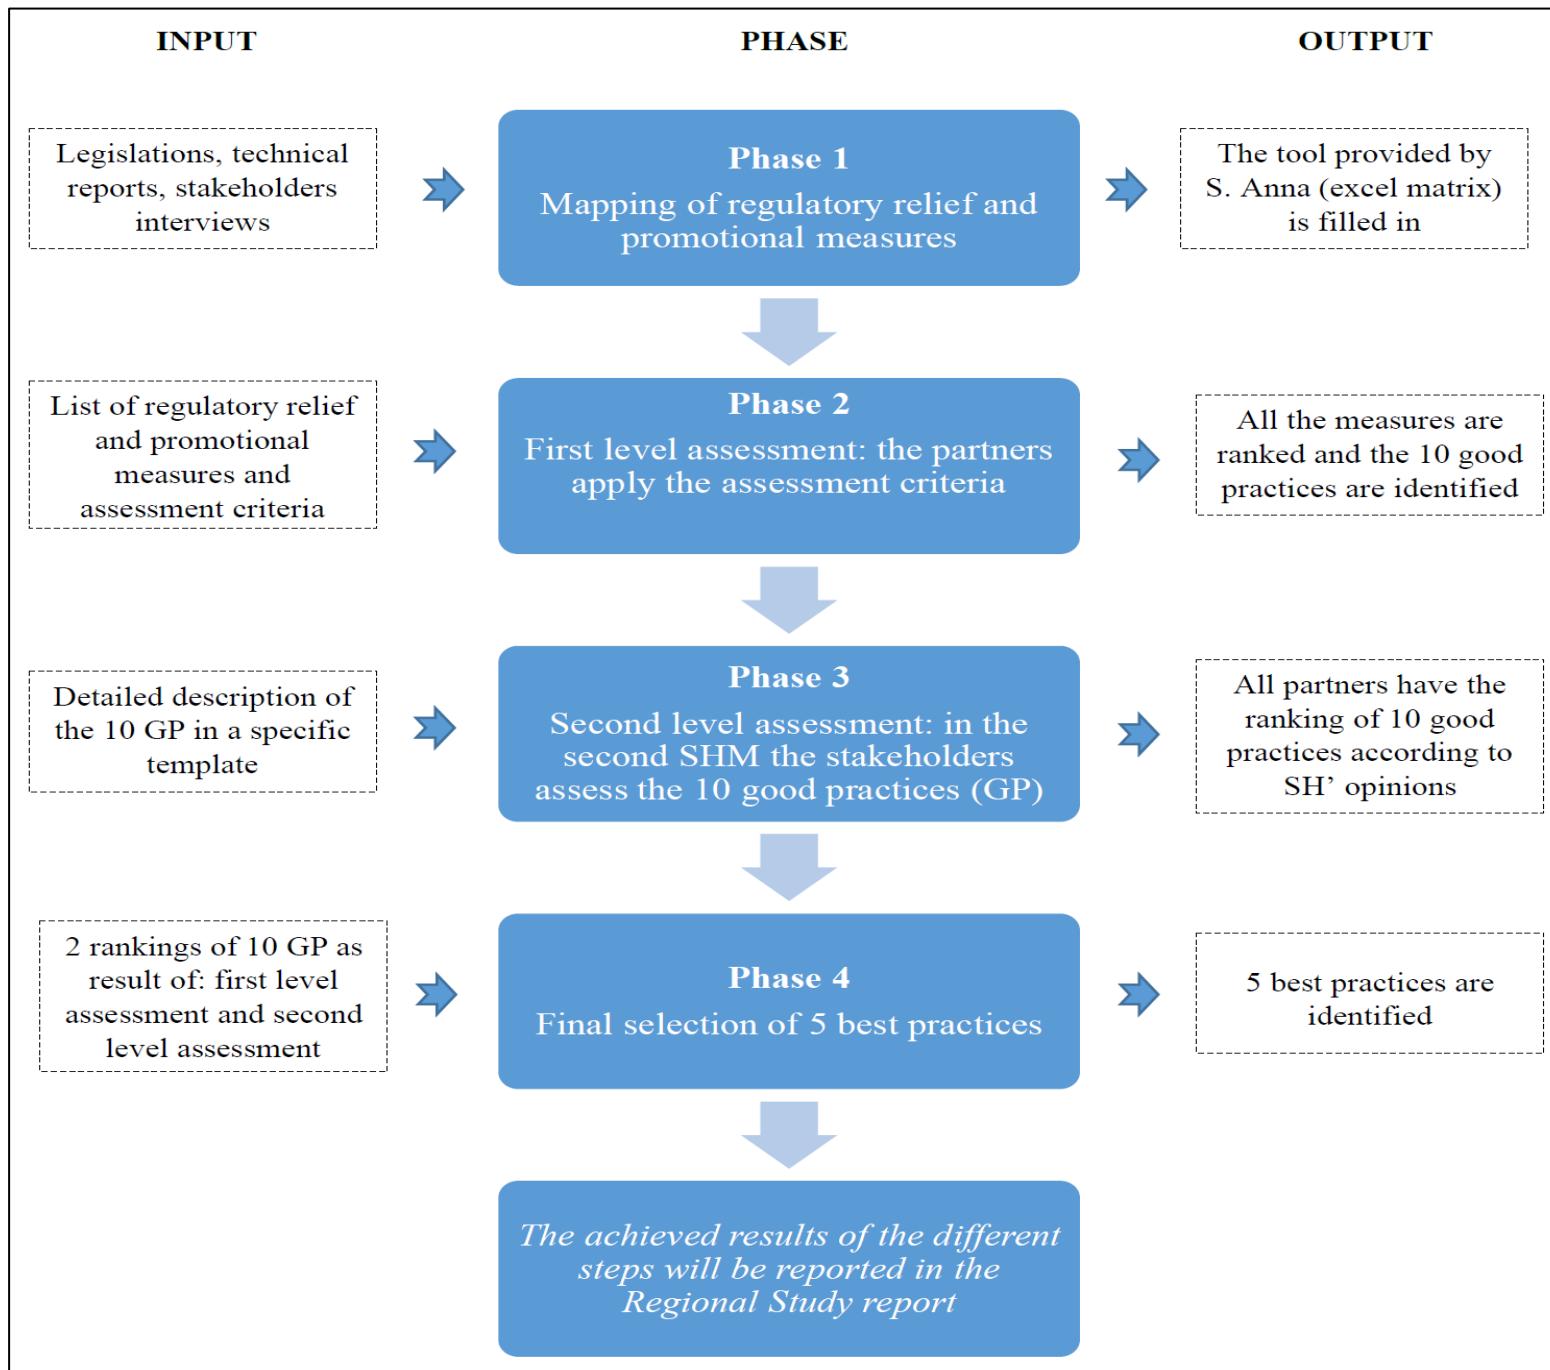 INPUT
PHASE
OUTPUT
Legislations, technical
reports, stakeholders
interviews
Phase 1
Mapping of regulatory relief and
promotional measures
The tool provided by
S. Anna (excel matrix)
is filled in
List of regulatory relief
and promotional
measures and
assessment criteria
Phase 2
First level assessment: the partners
apply the assessment criteria
All the measures are
ranked and the 10 good
practices are identified
Detailed description of
the 10 GP in a specific
template
Phase 3
Second level assessment: in the
second SHM the stakeholders
assess the 10 good practices (GP)
All partners have the
ranking of 10 good
practices according to
SH’ opinions
2 rankings of 10 GP as
result of: first level
assessment and second
level assessment
Phase 4
Final selection of 5 best practices
5 best practices are
identified
The achieved results of the different
steps will be reported in the
Regional Study report